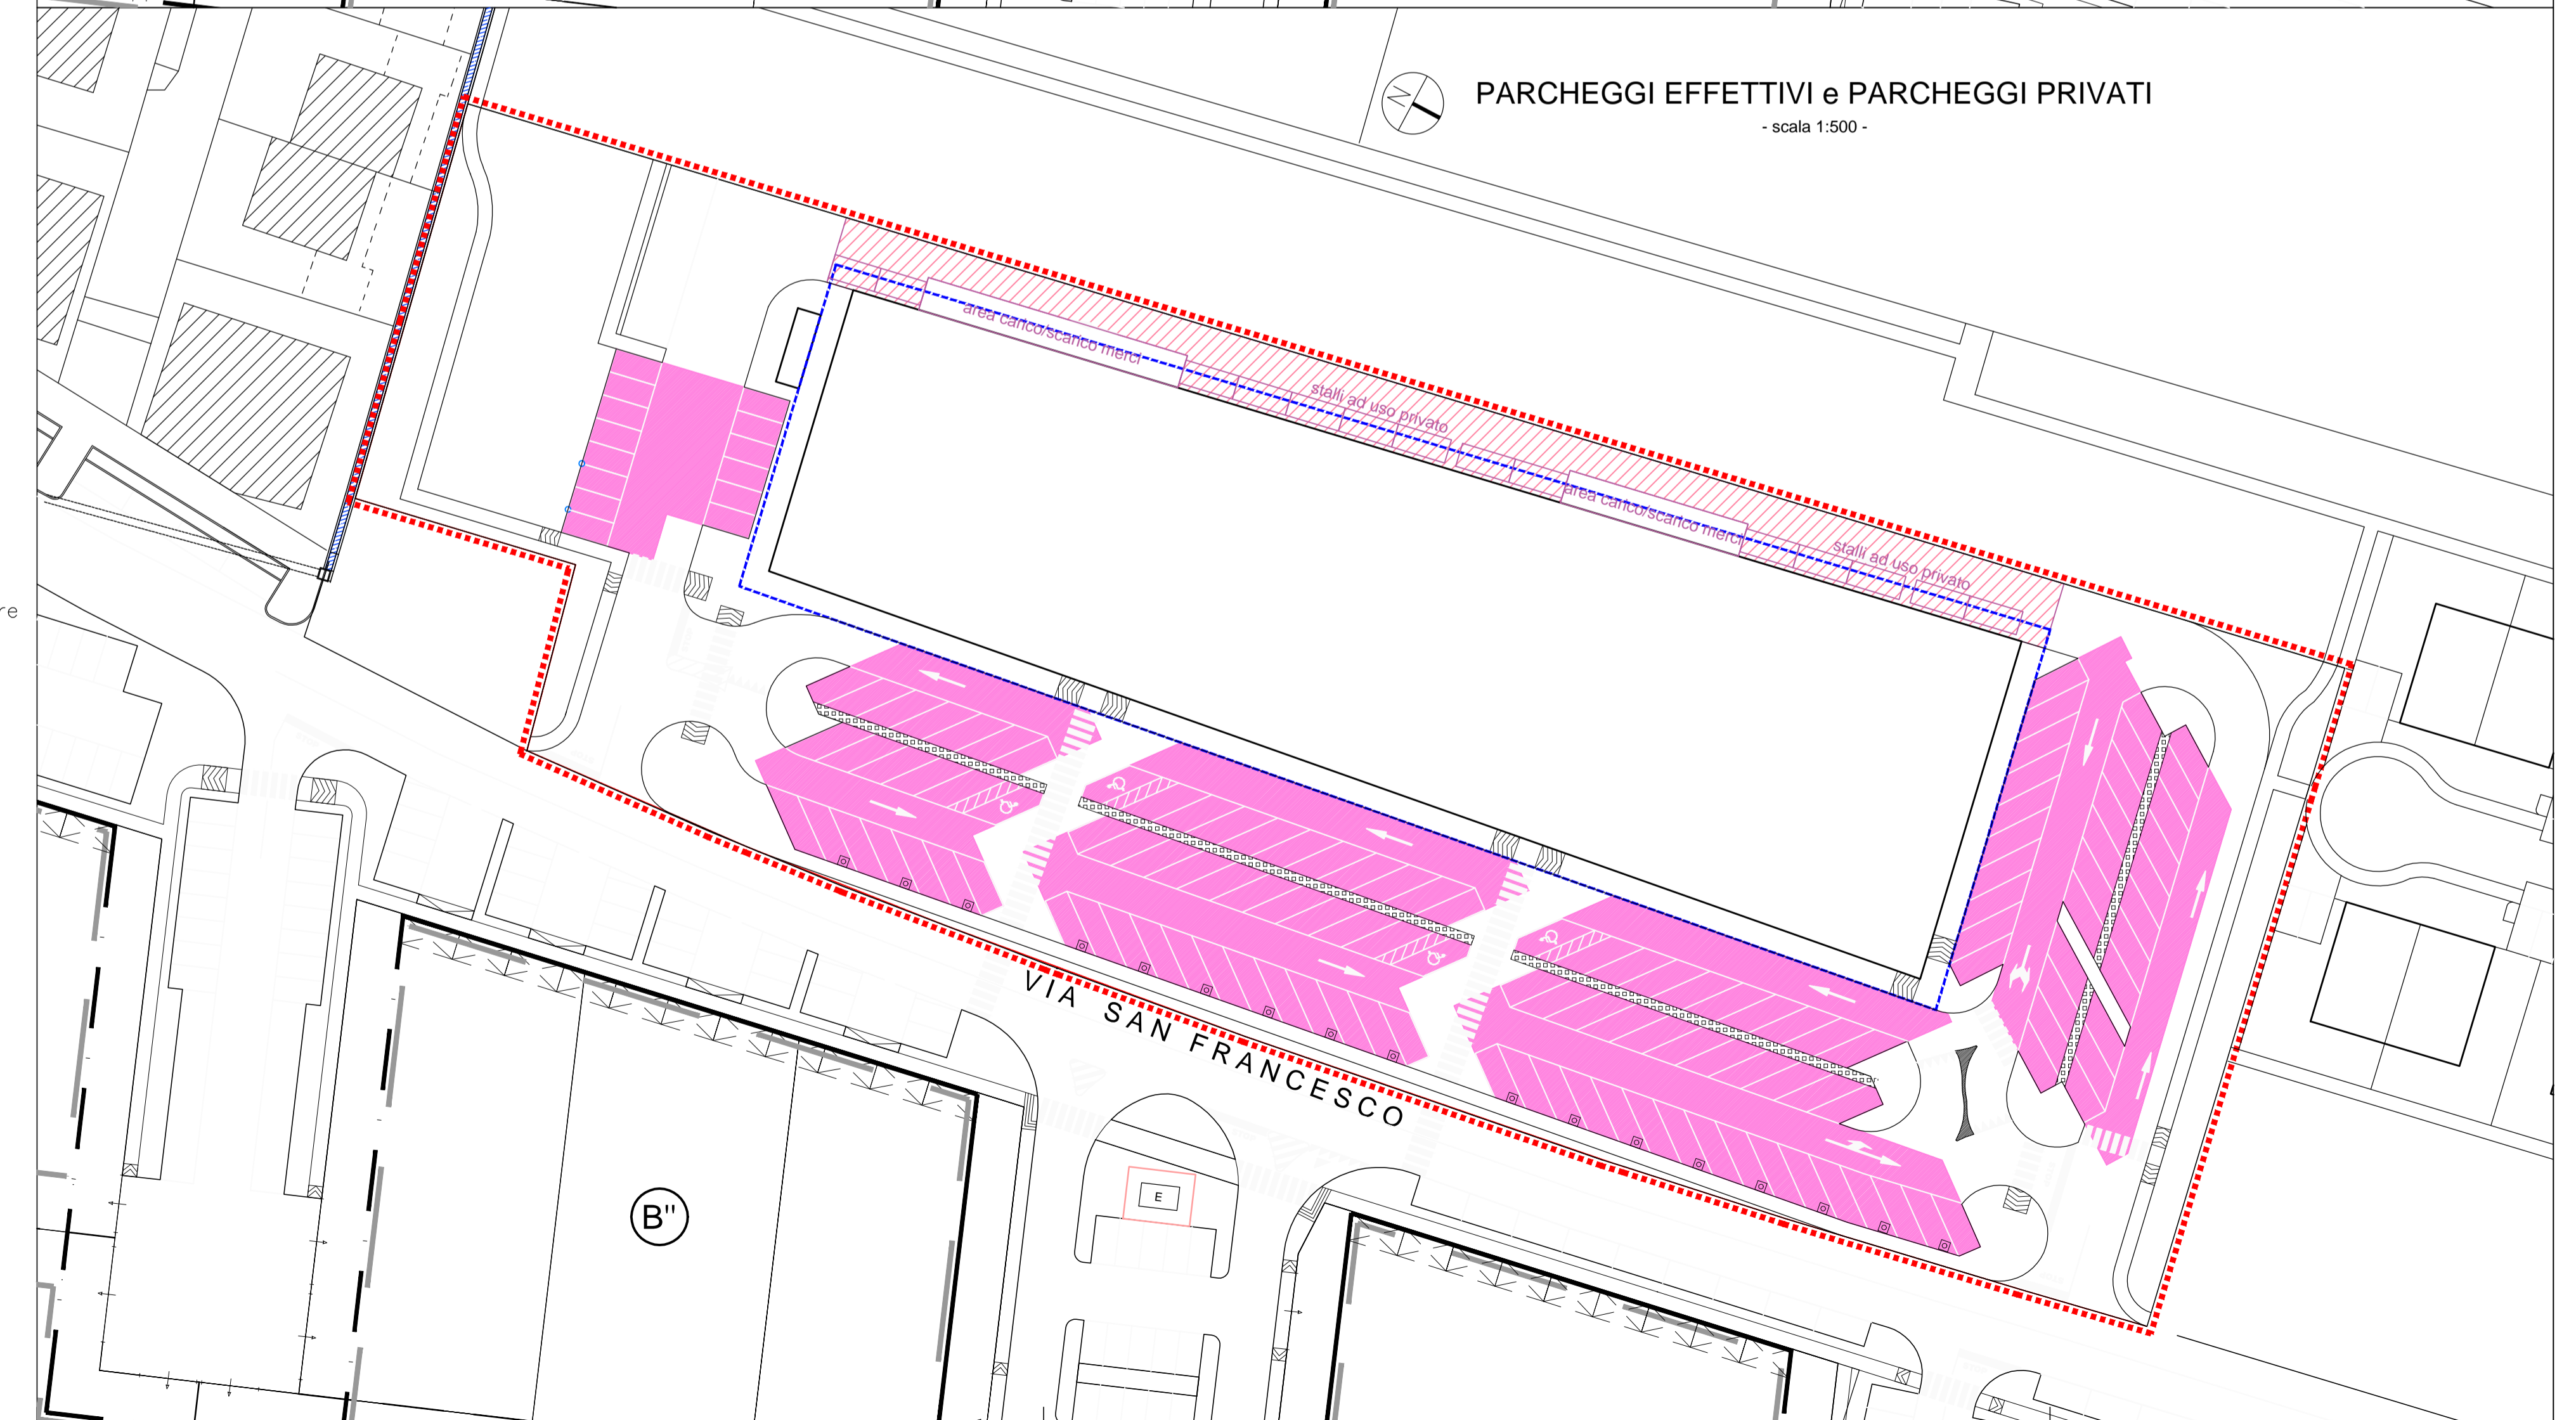 N
PARCHEGGI EFFETTIVI e PARCHEGGI PRIVATI
- scala 1:500 -
area carico/scarico merci
stalli ad uso privato
area carico/scarico merci
stalli ad uso privato
re
VIA SAN FRANCESCO
E
B"